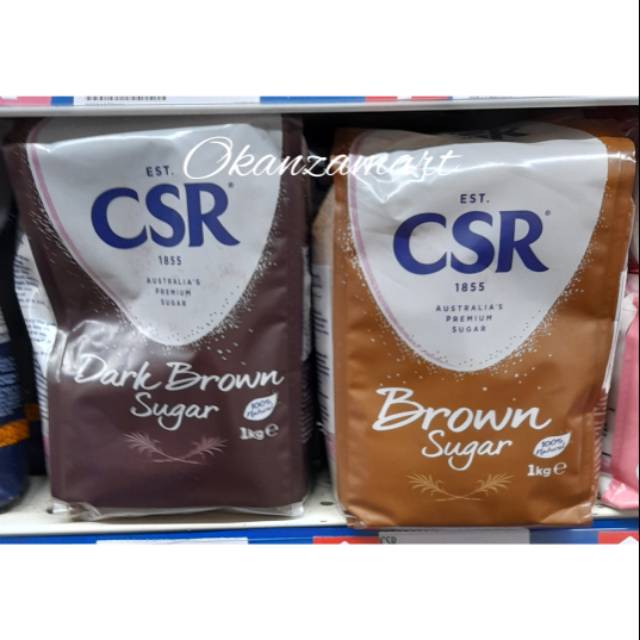 Okanzamart
EST.
CSR®
1855
AUSTRALIA'S
PREMIUM
SUGAR
Dark Brown
Sugar
100%
Natural
1kg ℮
EST.
CSR®
1855
AUSTRALIA'S
PREMIUM
SUGAR
Brown
Sugar
100%
Natural
1kg ℮
CSR